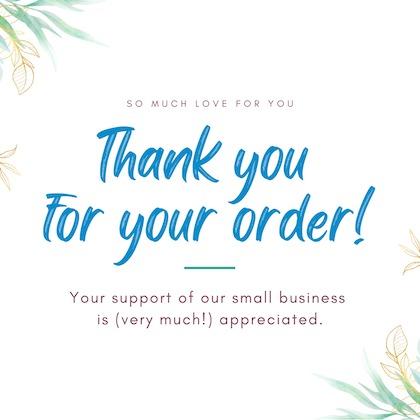 SO MUCH LOVE FOR YOU
Thank you
For your order!
Your support of our small business
is (very much!) appreciated.